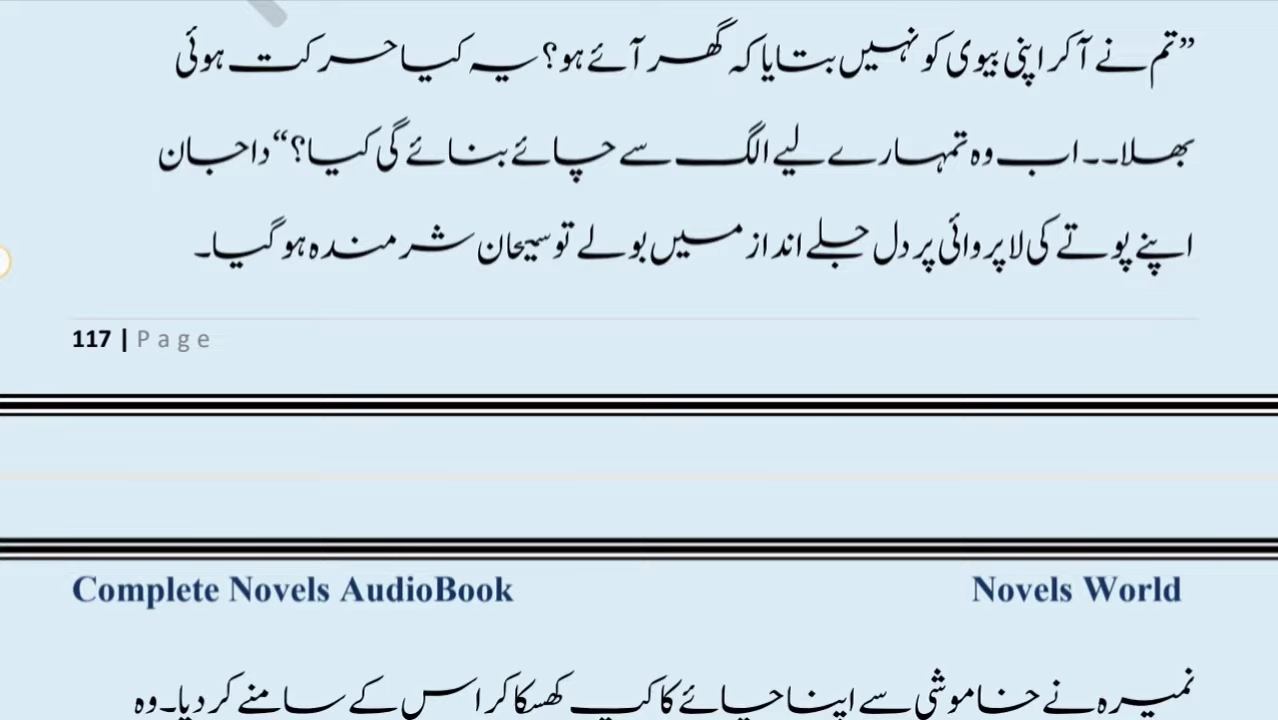 ”تم نے آ کر اپنی بیوی کو نہیں بتایا کہ گھر آئے ہو؟ یہ کیا حرکت ہوئی
بھلا۔۔ اب وہ تمہارے لیے الگ سے چائے بنائے گی کیا؟“ داجان
اپنے پوتے کی لاپروائی پر دل جلے انداز میں بولے تو سیحان شرمندہ ہو گیا۔
117 | Page
Complete Novels AudioBook Novels World
نمیرہ نے خاموشی سے اپنا چائے کا کپ کھسکا کر اس کے سامنے کر دیا۔ وہ